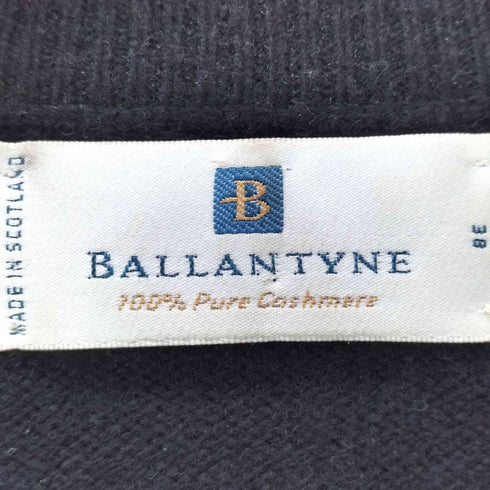 MADE IN SCOTLAND
B
BALLANTYNE
100% Pure Cashmere
38